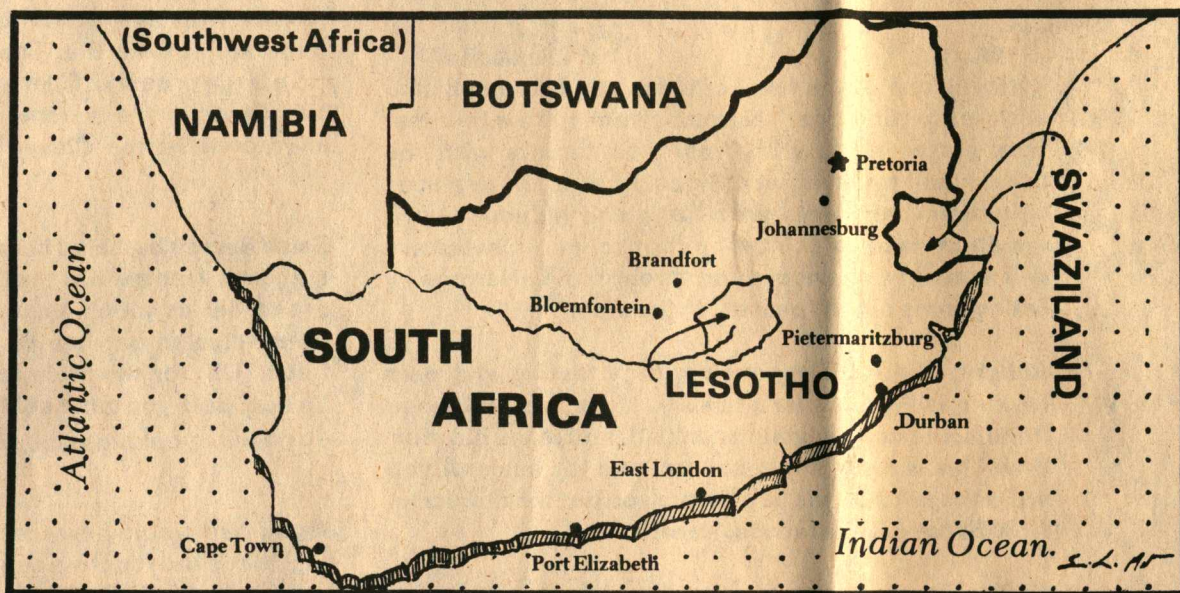 (Southwest Africa)
NAMIBIA
BOTSWANA
Pretoria
Johannesburg
SWAZILAND
Brandfort
Bloemfontein
Atlantic Ocean
SOUTH
AFRICA
Pietermaritzburg
LESOTHO
Durban
East London
Cape Town
Port Elizabeth
Indian Ocean.